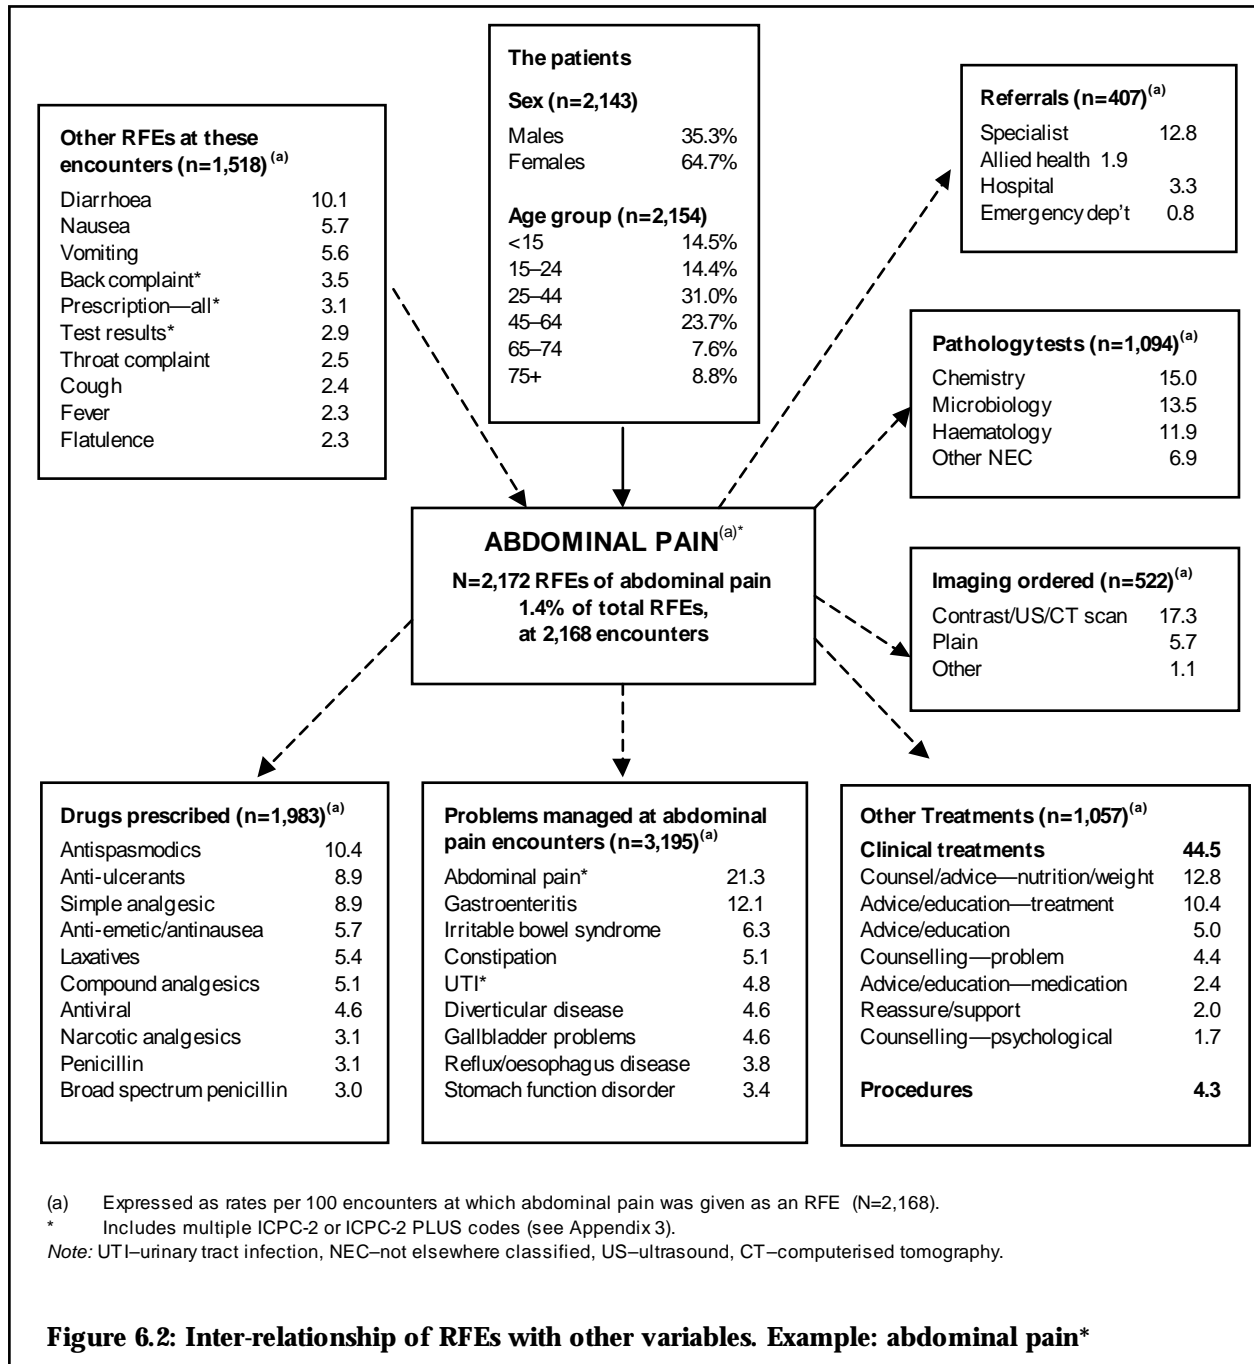 The patients
Sex (n=2,143)
Males 35.3%
Females 64.7%
Age group (n=2,154)
<15 14.5%
15–24 14.4%
25–44 31.0%
45–64 23.7%
65–74 7.6%
75+ 8.8%
Other RFEs at these
encounters (n=1,518)(a)
Diarrhoea 10.1
Nausea 5.7
Vomiting 5.6
Back complaint* 3.5
Prescription—all* 3.1
Test results* 2.9
Throat complaint 2.5
Cough 2.4
Fever 2.3
Flatulence 2.3
Referrals (n=407)(a)
Specialist 12.8
Allied health 1.9
Hospital 3.3
Emergency dep't 0.8
Pathology tests (n=1,094)(a)
Chemistry 15.0
Microbiology 13.5
Haematology 11.9
Other NEC 6.9
ABDOMINAL PAIN(a)*
N=2,172 RFEs of abdominal pain
1.4% of total RFEs,
at 2,168 encounters
Imaging ordered (n=522)(a)
Contrast/US/CT scan 17.3
Plain 5.7
Other 1.1
Drugs prescribed (n=1,983)(a)
Antispasmodics 10.4
Anti-ulcerants 8.9
Simple analgesic 8.9
Anti-emetic/antinausea 5.7
Laxatives 5.4
Compound analgesics 5.1
Antiviral 4.6
Narcotic analgesics 3.1
Penicillin 3.1
Broad spectrum penicillin 3.0
Problems managed at abdominal
pain encounters (n=3,195)(a)
Abdominal pain* 21.3
Gastroenteritis 12.1
Irritable bowel syndrome 6.3
Constipation 5.1
UTI* 4.8
Diverticular disease 4.6
Gallbladder problems 4.6
Reflux/oesophagus disease 3.8
Stomach function disorder 3.4
Other Treatments (n=1,057)(a)
Clinical treatments 44.5
Counsel/advice—nutrition/weight 12.8
Advice/education—treatment 10.4
Advice/education 5.0
Counselling—problem 4.4
Advice/education—medication 2.4
Reassure/support 2.0
Counselling—psychological 1.7
Procedures 4.3
(a) Expressed as rates per 100 encounters at which abdominal pain was given as an RFE (N=2,168).
* Includes multiple ICPC-2 or ICPC-2 PLUS codes (see Appendix 3).
Note: UTI–urinary tract infection, NEC–not elsewhere classified, US–ultrasound, CT–computerised tomography.
Figure 6.2: Inter-relationship of RFEs with other variables. Example: abdominal pain*